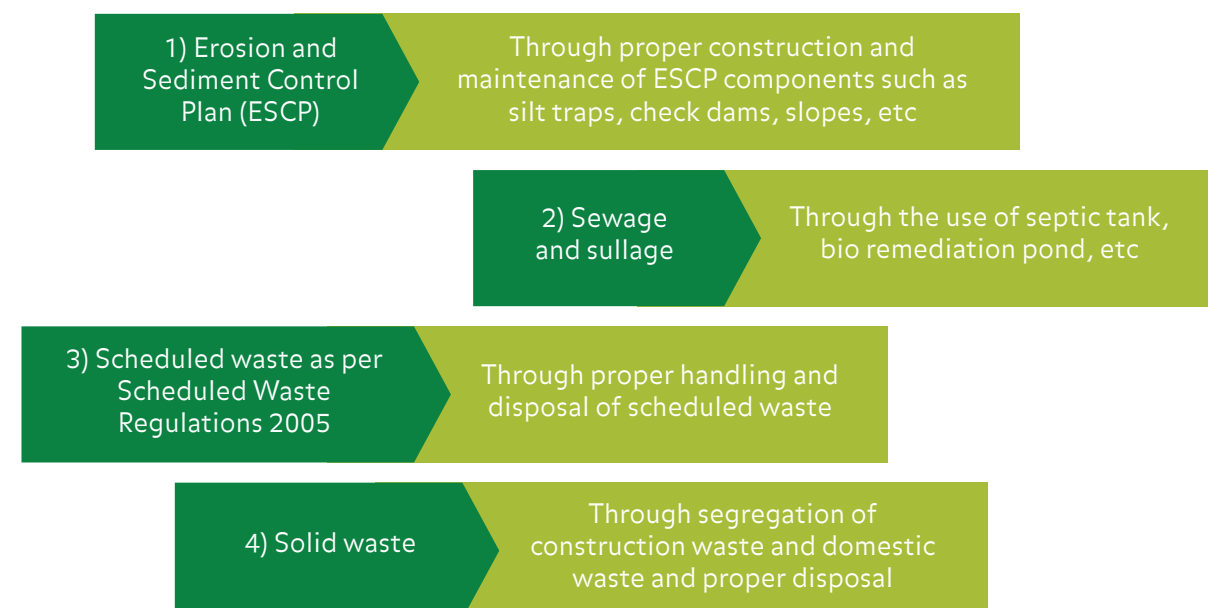 1) Erosion and
Sediment Control
Plan (ESCP)
Through proper construction and
maintenance of ESCP components such as
silt traps, check dams, slopes, etc
2) Sewage
and sullage
Through the use of septic tank,
bio remediation pond, etc
3) Scheduled waste as per
Scheduled Waste
Regulations 2005
Through proper handling and
disposal of scheduled waste
4) Solid waste
Through segregation of
construction waste and domestic
waste and proper disposal